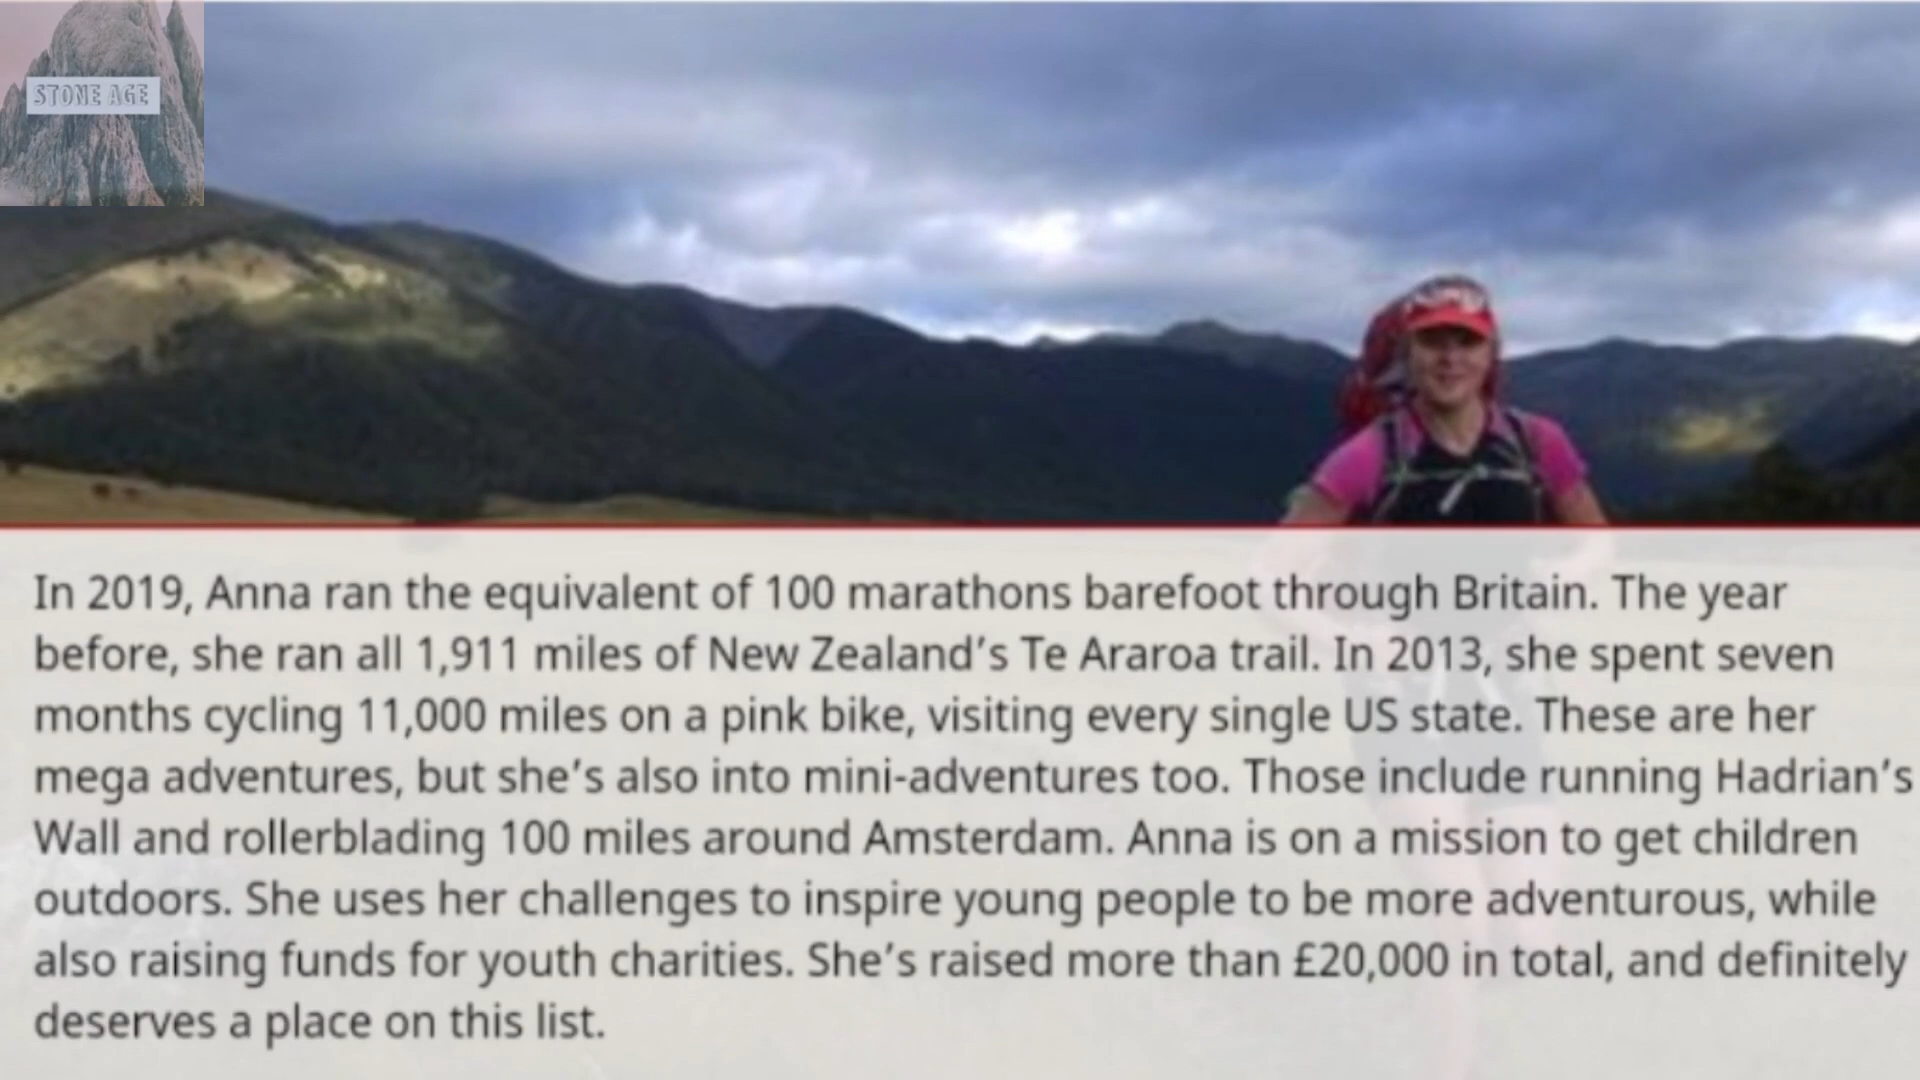 STONE AGE
In 2019, Anna ran the equivalent of 100 marathons barefoot through Britain. The year
before, she ran all 1,911 miles of New Zealand’s Te Araroa trail. In 2013, she spent seven
months cycling 11,000 miles on a pink bike, visiting every single US state. These are her
mega adventures, but she’s also into mini-adventures too. Those include running Hadrian’s
Wall and rollerblading 100 miles around Amsterdam. Anna is on a mission to get children
outdoors. She uses her challenges to inspire young people to be more adventurous, while
also raising funds for youth charities. She’s raised more than £20,000 in total, and definitely
deserves a place on this list.